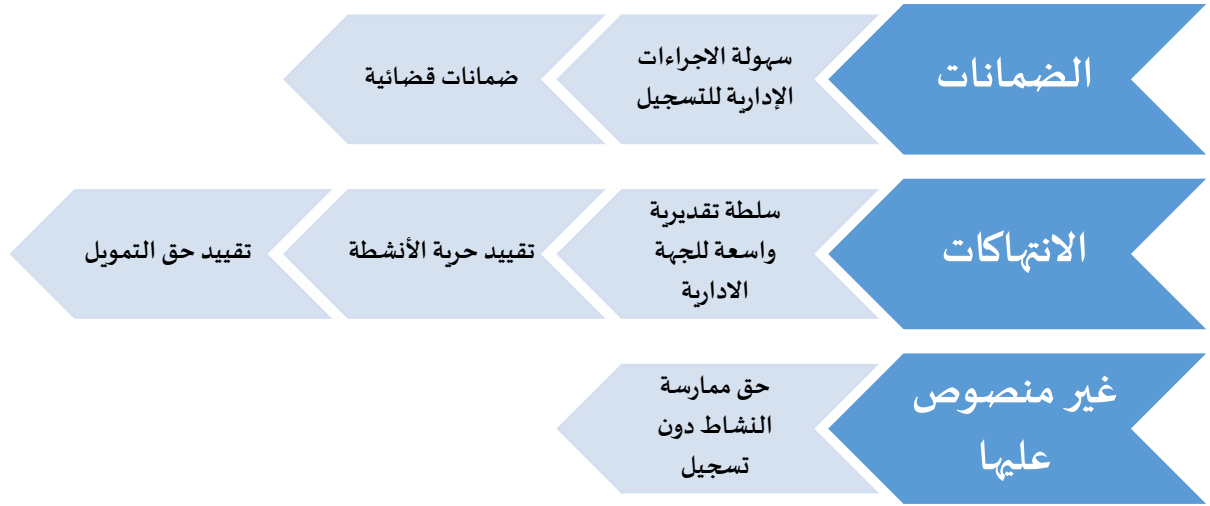 الضمانات
سهولة الاجراءات
الإدارية للتسجيل
ضمانات قضائية
الانتهاكات
سلطة تقديرية
واسعة للجهة
الادارية
تقييد حرية الأنشطة
تقييد حق التمويل
غير منصوص
عليها
حق ممارسة
النشاط دون
تسجيل